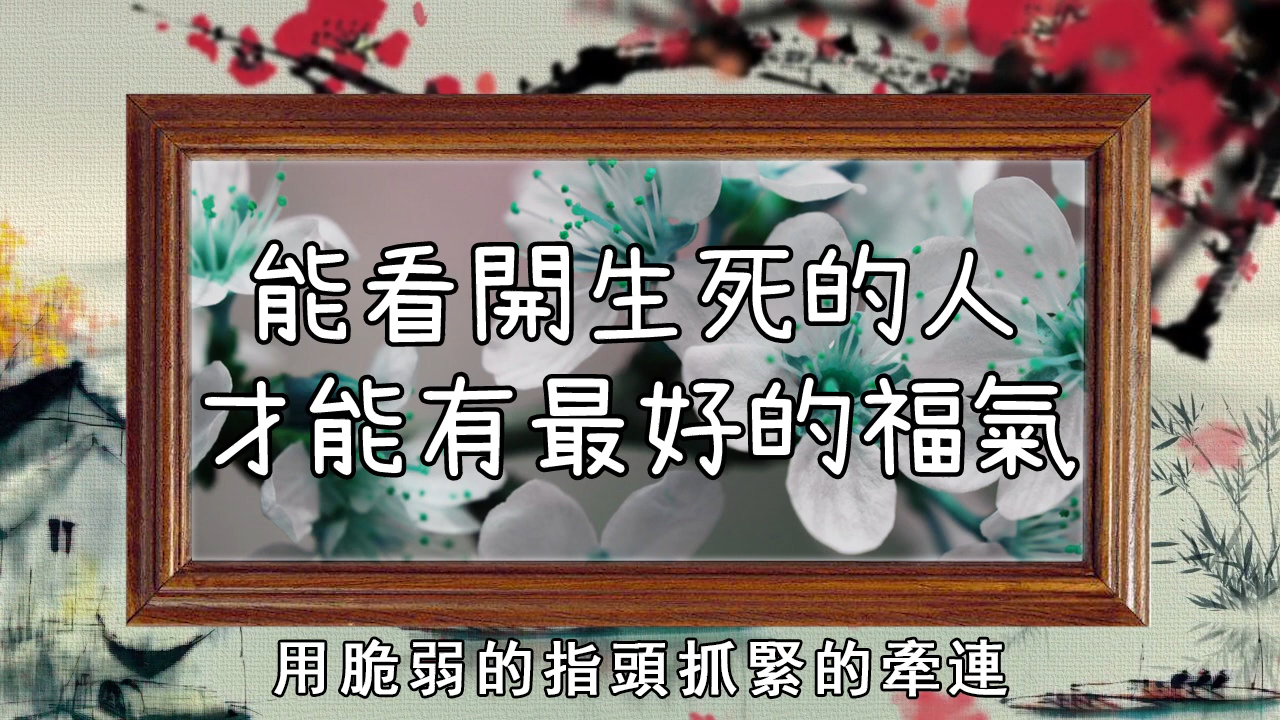 能看開生死的人
才能有最好的福氣
用脆弱的指頭抓緊的牽連